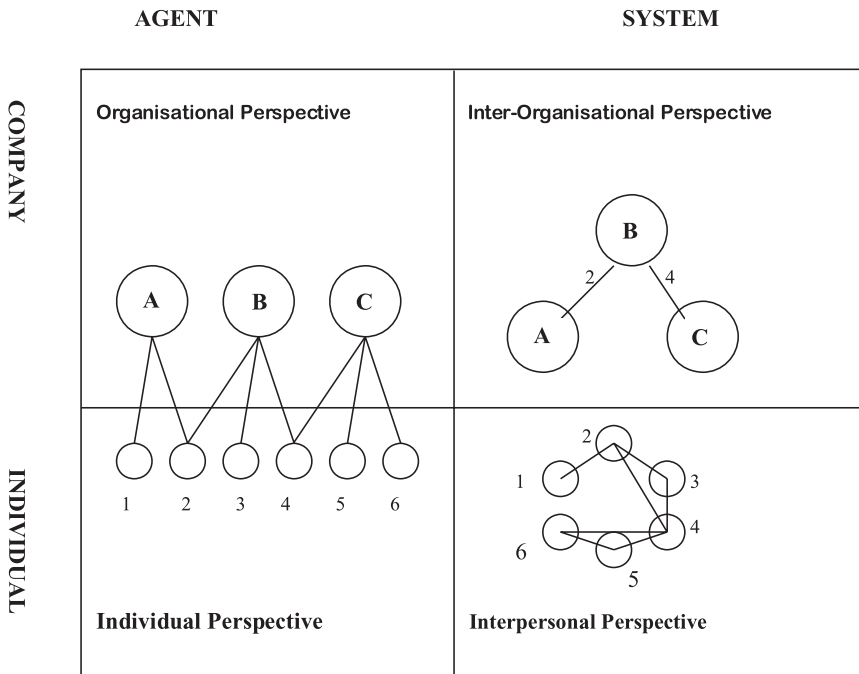 AGENT
SYSTEM
COMPANY
Organisational Perspective
Inter-Organisational Perspective
B
2
4
A
B
C
A
C
INDIVIDUAL
1
2
3
4
5
6
2
1
3
4
6
5
Individual Perspective
Interpersonal Perspective